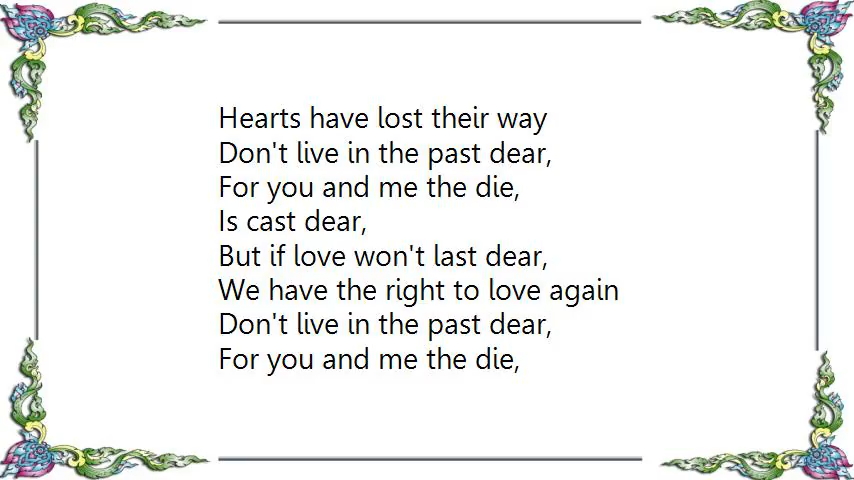 Hearts have lost their way
Don't live in the past dear,
For you and me the die,
Is cast dear,
But if love won't last dear,
We have the right to love again
Don't live in the past dear,
For you and me the die,